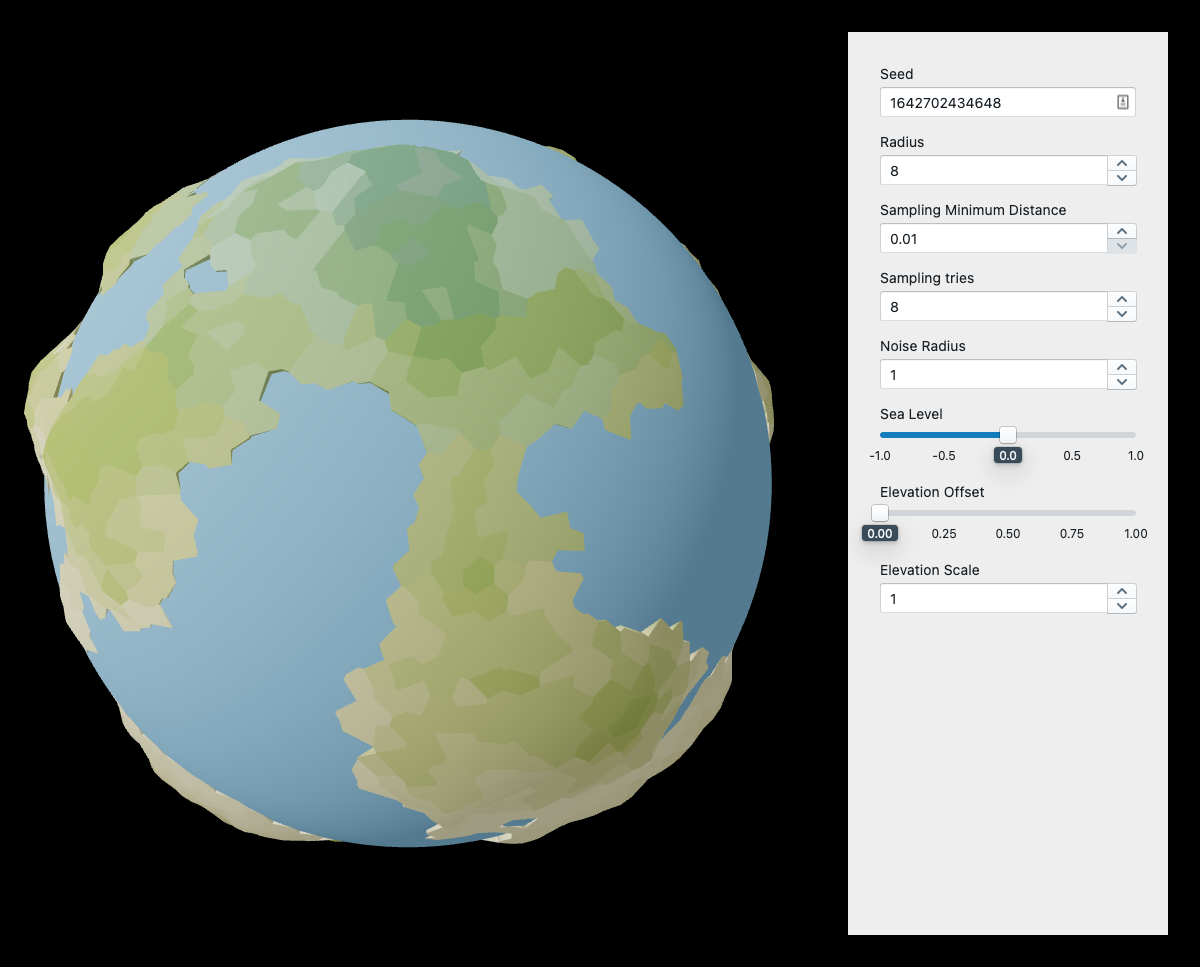 Seed
1642702434648
Radius
8
Sampling Minimum Distance
0.01
Sampling tries
8
Noise Radius
1
Sea Level
-1.0 -0.5 0.0 0.5 1.0
Elevation Offset
0.00 0.25 0.50 0.75 1.00
Elevation Scale
1